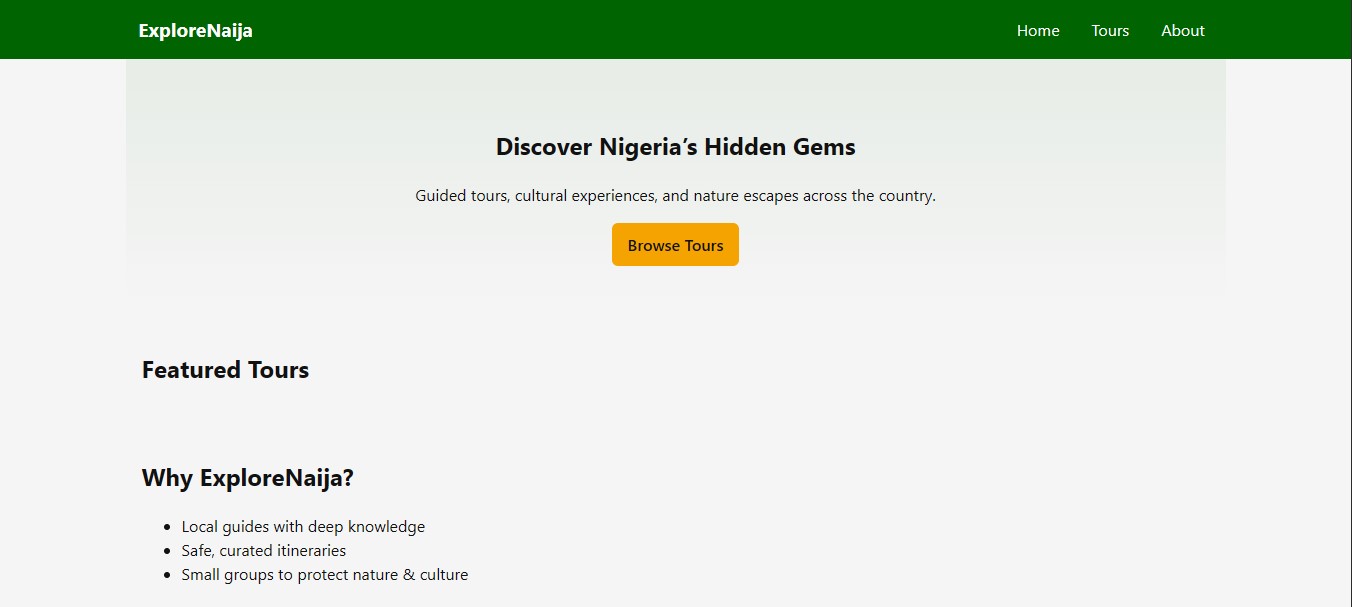 ExploreNaija
Home Tours About
Discover Nigeria’s Hidden Gems
Guided tours, cultural experiences, and nature escapes across the country.
Browse Tours
Featured Tours
Why ExploreNaija?
• Local guides with deep knowledge
• Safe, curated itineraries
• Small groups to protect nature & culture